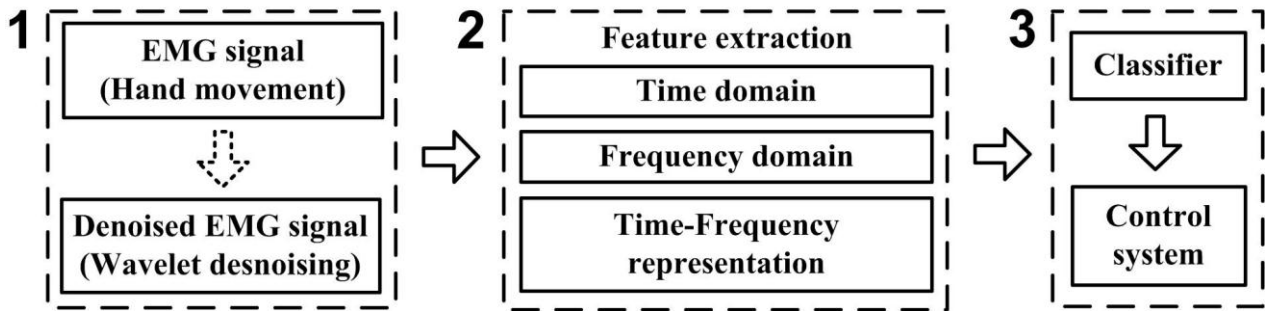 1
EMG signal
(Hand movement)
Denoised EMG signal
(Wavelet desnoising)
2
Feature extraction
Time domain
Frequency domain
Time-Frequency
representation
3
Classifier
Control
system